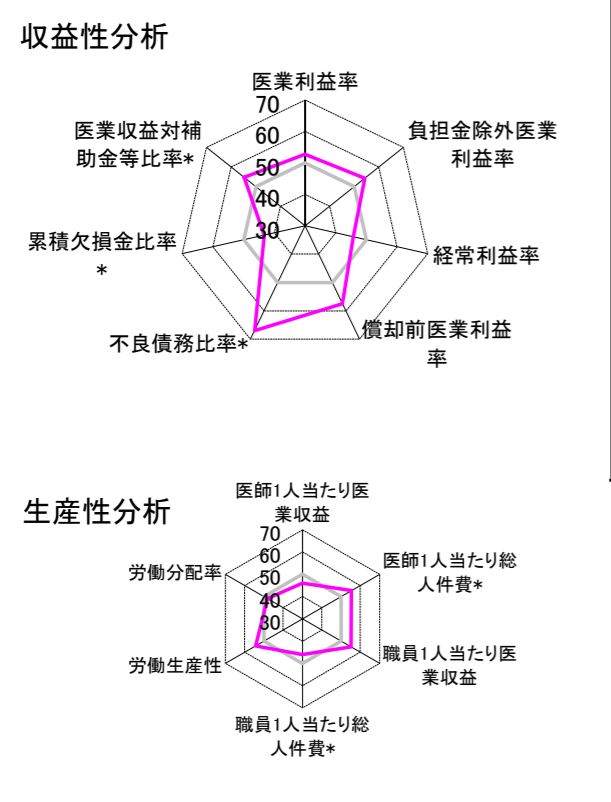 収益性分析
医業利益率
負担金除外医業
利益率
経常利益率
償却前医業利益
率
不良債務比率*
累積欠損金比率
*
医業収益対補
助金等比率*
70
60
50
40
30
生産性分析
医師1人当たり医
業収益
医師1人当たり総
人件費*
職員1人当たり医
業収益
職員1人当たり総
人件費*
労働生産性
労働分配率
70
60
50
40
30